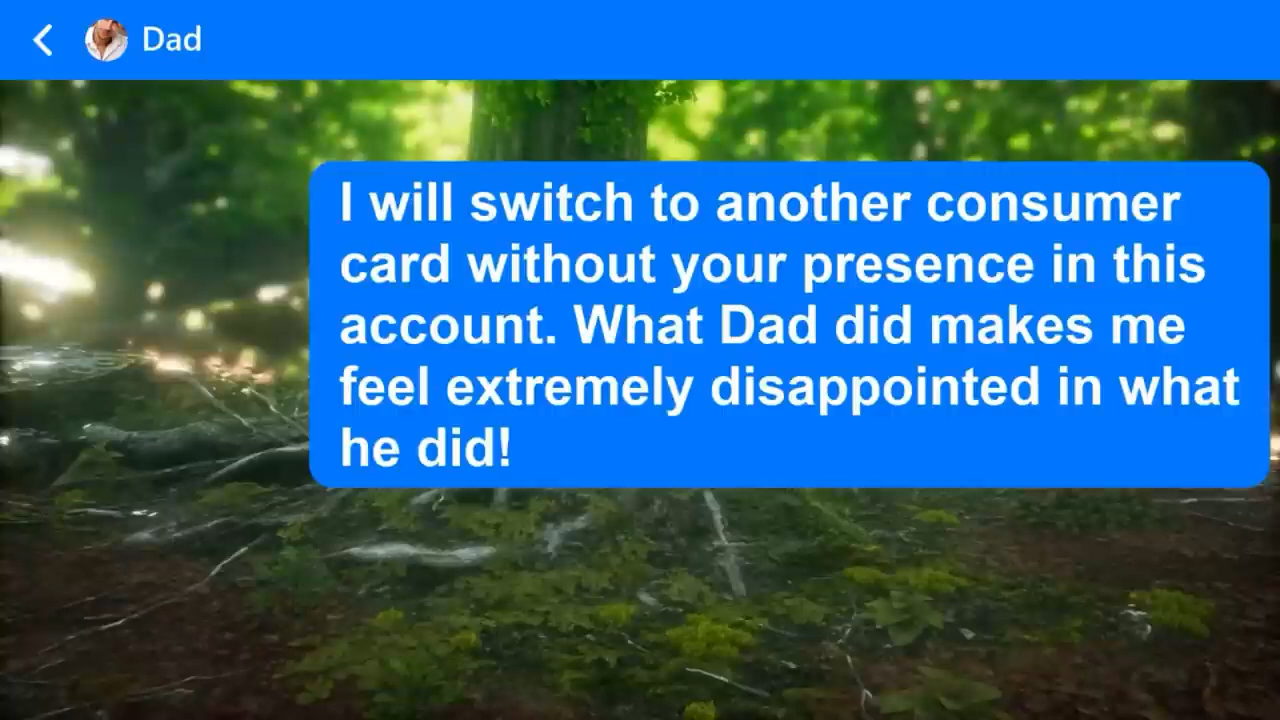 Dad
I will switch to another consumer
card without your presence in this
account. What Dad did makes me
feel extremely disappointed in what
he did!